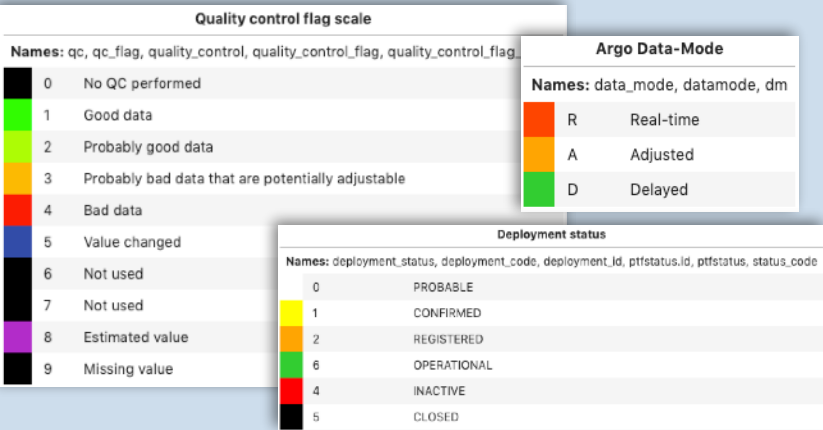 Quality control flag scale
Names: qc, qc_flag, quality_control, quality_control_flag, quality_control_flag_
0 No QC performed
1 Good data
2 Probably good data
3 Probably bad data that are potentially adjustable
4 Bad data
5 Value changed
6 Not used
7 Not used
8 Estimated value
9 Missing value
Argo Data-Mode
Names: data_mode, datamode, dm
R Real-time
A Adjusted
D Delayed
Deployment status
Names: deployment_status, deployment_code, deployment_id, ptfstatus.id, ptfstatus, status_code
0 PROBABLE
1 CONFIRMED
2 REGISTERED
6 OPERATIONAL
4 INACTIVE
5 CLOSED